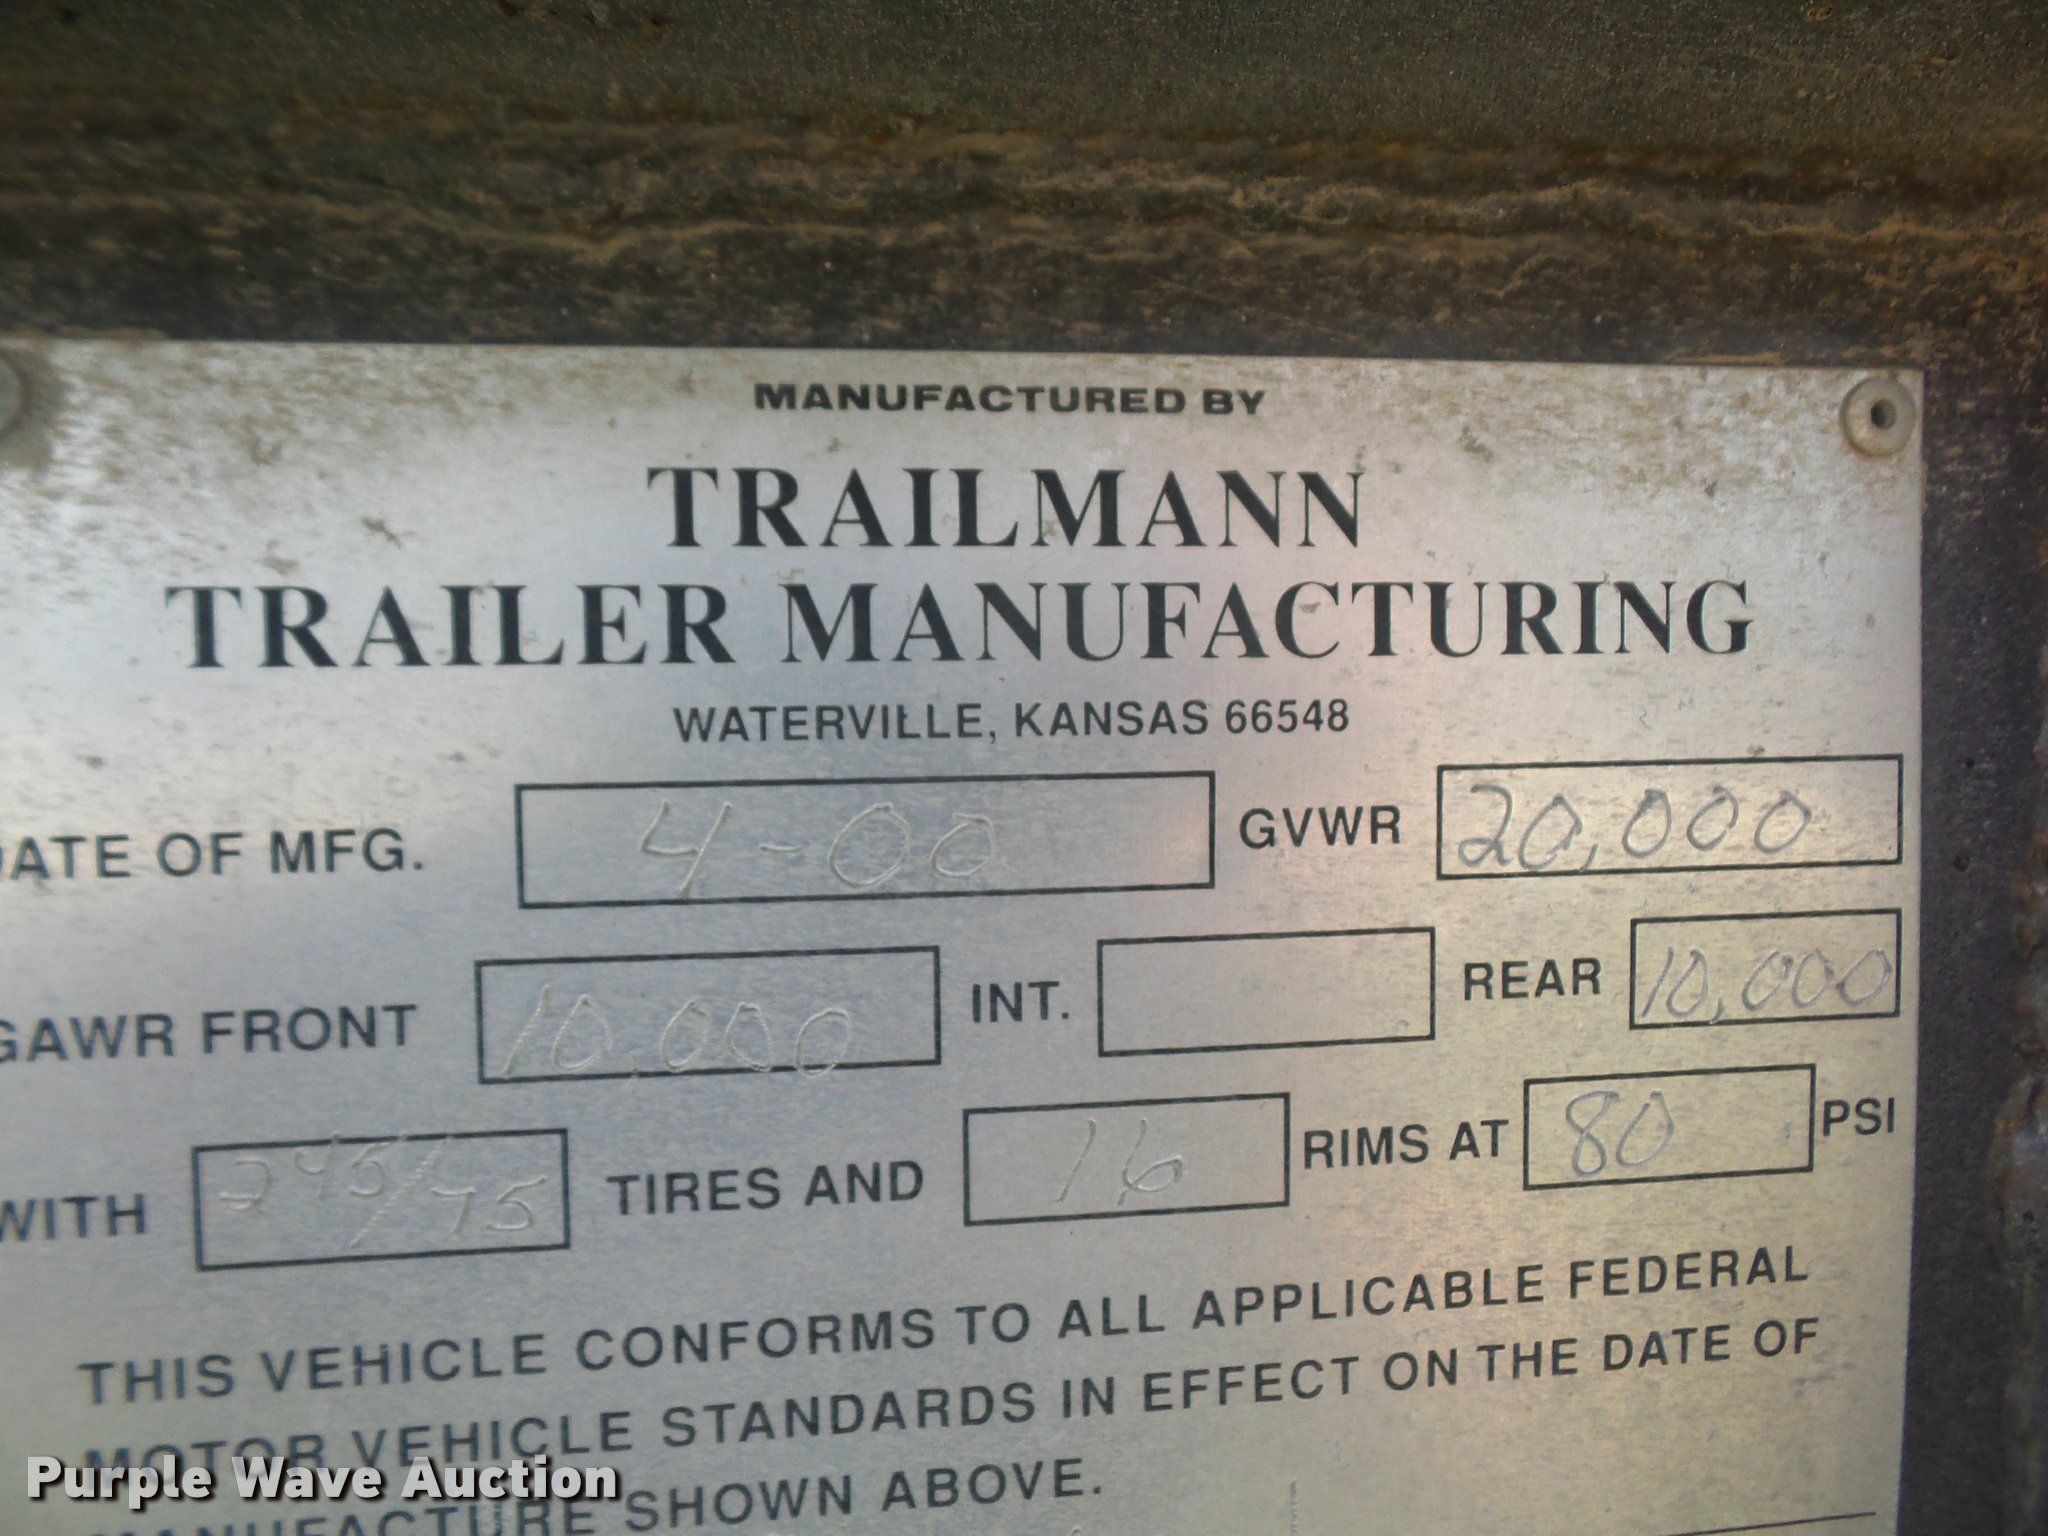 MANUFACTURED BY
TRAILMANN
TRAILER MANUFACTURING
WATERVILLE, KANSAS 66548
DATE OF MFG. 4-00 GVWR 20,000
GAWR FRONT 10,000 INT. REAR 10,000
WITH 245/75 TIRES AND 16 RIMS AT 80 PSI
THIS VEHICLE CONFORMS TO ALL APPLICABLE FEDERAL
MOTOR VEHICLE STANDARDS IN EFFECT ON THE DATE OF
MANUFACTURE SHOWN ABOVE.
Purple Wave Auction